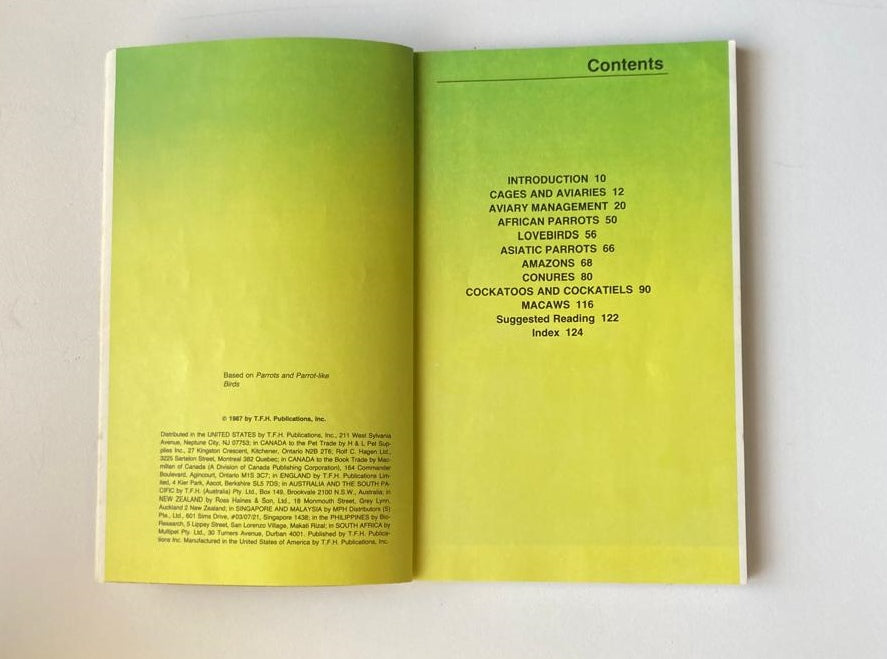 Based on Parrots and Parrot-like
Birds
© 1987 by T.F.H. Publications, Inc.
Distributed in the UNITED STATES by T.F.H. Publications, Inc., 211 West Sylvania
Avenue, Neptune City, NJ 07753; in CANADA to the Pet Trade by H & L Pet Sup-
plies Inc., 27 Kingston Crescent, Kitchener, Ontario N2B 2T6; Rolf C. Hagen Ltd.,
3225 Sartelon Street, Montreal 382 Quebec; in CANADA to the Book Trade by Mac-
millan of Canada (A Division of Canada Publishing Corporation), 164 Commander
Boulevard, Agincourt, Ontario M1S 3C7; in ENGLAND by T.F.H. Publications Lim-
ited, 4 Kier Park, Ascot, Berkshire SL5 7DS; in AUSTRALIA AND THE SOUTH PA-
CIFIC by T.F.H. (Australia) Pty. Ltd., Box 149, Brookvale 2100 N.S.W., Australia; in
NEW ZEALAND by Ross Haines & Son, Ltd., 18 Monmouth Street, Grey Lynn,
Auckland 2 New Zealand; in SINGAPORE AND MALAYSIA by MPH Distributors (S)
Pte., Ltd., 601 Sims Drive, #03/07/21, Singapore 1438; in the PHILIPPINES by Bio-
Research, 5 Lippay Street, San Lorenzo Village, Makati Rizal; in SOUTH AFRICA by
Multipet Pty. Ltd., 30 Turners Avenue, Durban 4001. Published by T.F.H. Publica-
tions Inc. Manufactured in the United States of America by T.F.H. Publications, Inc.
Contents
INTRODUCTION 10
CAGES AND AVIARIES 12
AVIARY MANAGEMENT 20
AFRICAN PARROTS 50
LOVEBIRDS 56
ASIATIC PARROTS 66
AMAZONS 68
CONURES 80
COCKATOOS AND COCKATIELS 90
MACAWS 116
Suggested Reading 122
Index 124